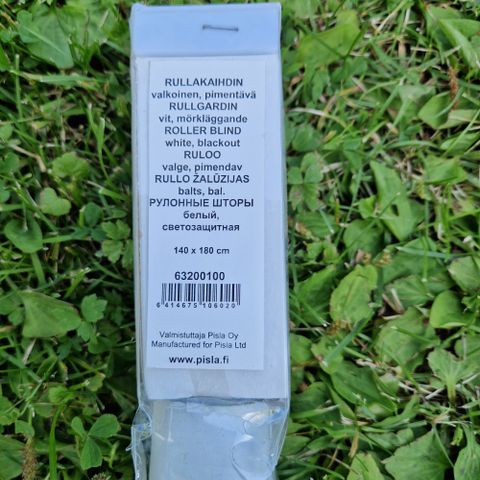 RULLAKAIHDIN
valkoinen, pimentävä
RULLGARDIN
vit, mörkläggande
ROLLER BLIND
white, blackout
RULOO
valge, pimendav
RULLO ŽALŪZIJAS
balts, bal.
РУЛОННЫЕ ШТОРЫ
белый,
светозащитная
140 x 180 cm
63200100
6 414675 106020
Valmistuttaja Pisla Oy
Manufactured for Pisla Ltd
www.pisla.fi